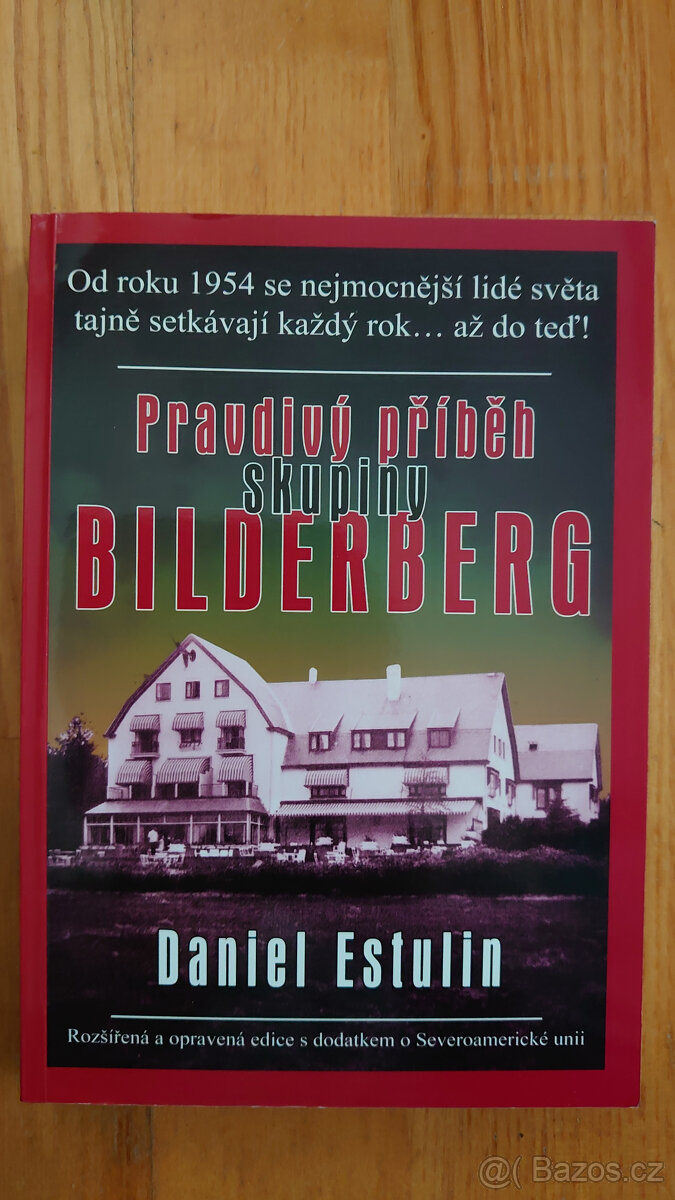 Od roku 1954 se nejmocnější lidé světa
tajně setkávají každý rok... až do teď!
Pravdivý příběh
skupiny
BILDERBERG
Daniel Estulin
Rozšířená a opravená edice s dodatkem o Severoamerické unii
@( Bazos.cz